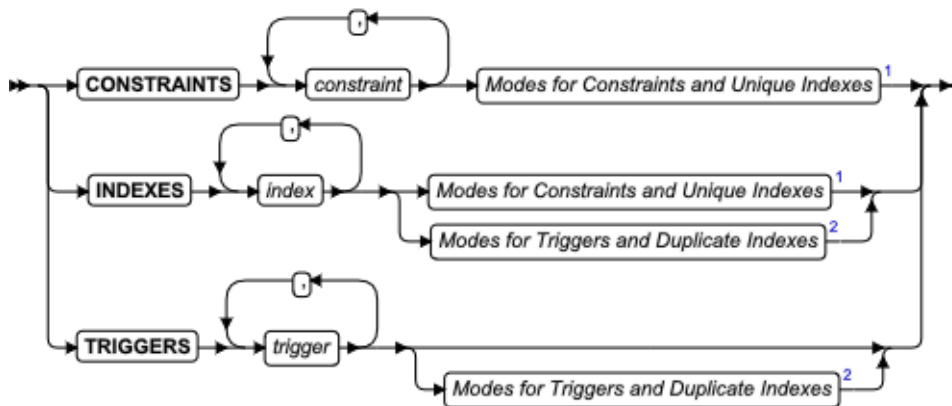 ,
CONSTRAINTS constraint Modes for Constraints and Unique Indexes 1
,
INDEXES index Modes for Constraints and Unique Indexes 1
Modes for Triggers and Duplicate Indexes 2
,
TRIGGERS trigger
Modes for Triggers and Duplicate Indexes 2